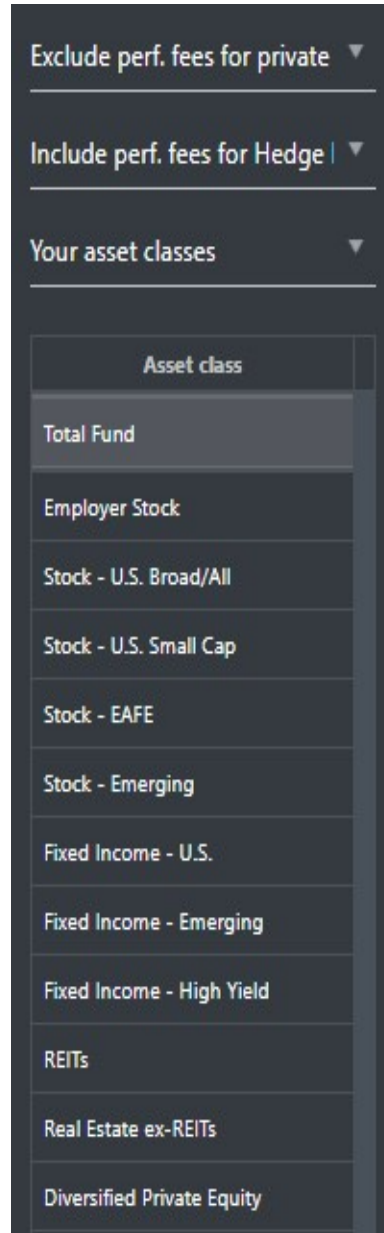 Exclude perf. fees for private
Include perf. fees for Hedge
Your asset classes
Asset class
Total Fund
Employer Stock
Stock - U.S. Broad/All
Stock - U.S. Small Cap
Stock - EAFE
Stock - Emerging
Fixed Income - U.S.
Fixed Income - Emerging
Fixed Income - High Yield
REITs
Real Estate ex-REITs
Diversified Private Equity